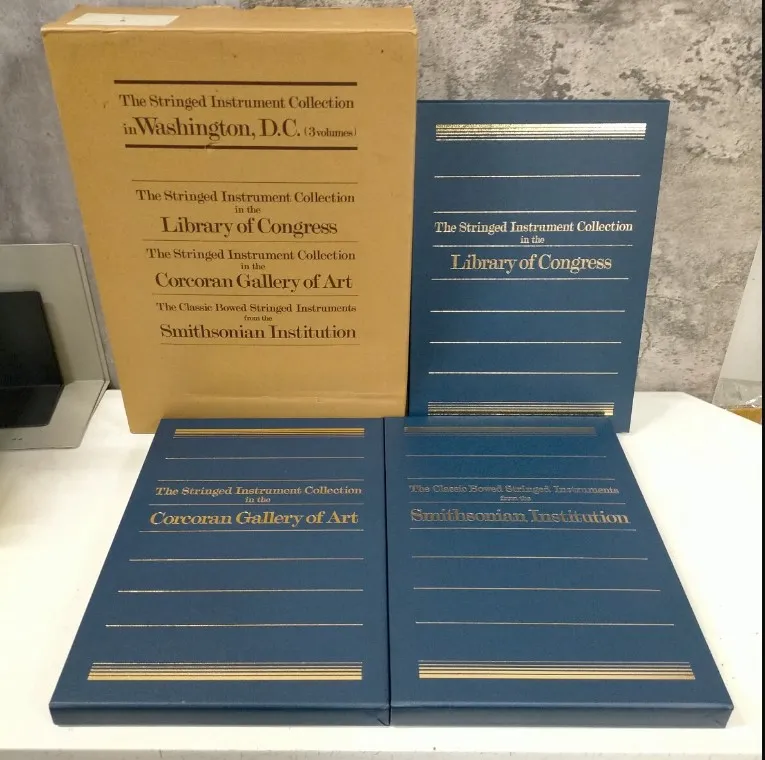 The Stringed Instrument Collection
in Washington, D.C. (3 volumes)
The Stringed Instrument Collection
in the
Library of Congress
The Stringed Instrument Collection
in the
Corcoran Gallery of Art
The Classic Bowed Stringed Instruments
from the
Smithsonian Institution
The Stringed Instrument Collection
in the
Library of Congress
The Stringed Instrument Collection
in the
Corcoran Gallery of Art
The Classic Bowed Stringed Instruments
from the
Smithsonian Institution